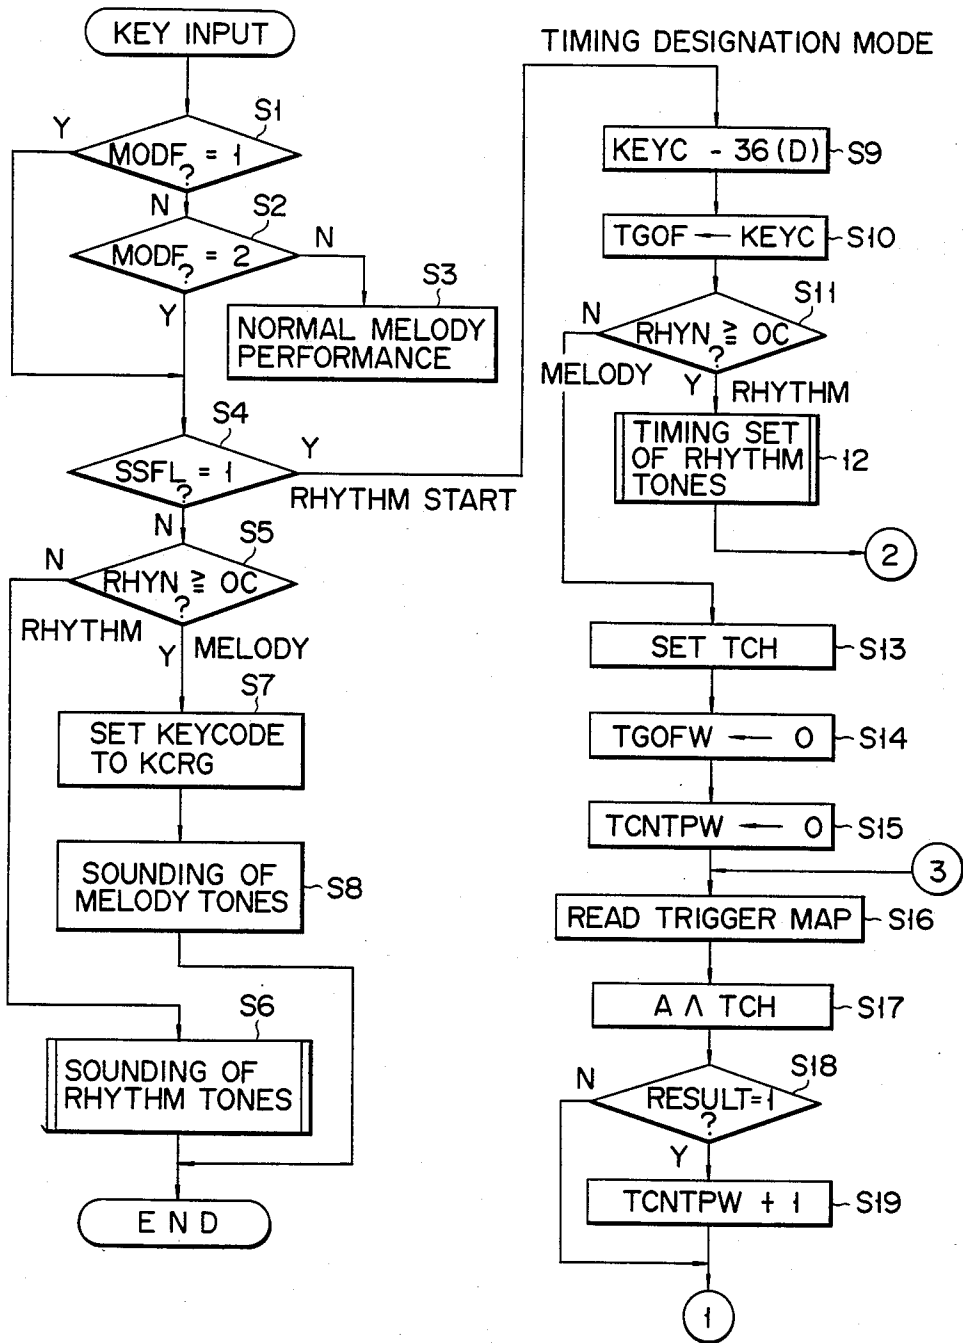 KEY INPUT
S1
Y
MODF = 1
?
N
S2
MODF = 2
?
N
Y
S3
NORMAL MELODY
PERFORMANCE
S4
SSFL = 1
?
Y
RHYTHM START
N
S5
N
RHYN ≧ OC
?
RHYTHM
Y
MELODY
S7
SET KEYCODE
TO KCRG
SOUNDING OF
MELODY TONES
S8
S6
SOUNDING OF
RHYTHM TONES
END
TIMING DESIGNATION MODE
KEYC - 36(D)
S9
TGOF ← KEYC
S10
S11
N
RHYN ≧ OC
?
MELODY
Y
RHYTHM
TIMING SET
OF RHYTHM
TONES
12
2
SET TCH
S13
TGOFW ← 0
S14
TCNTPW ← 0
S15
3
READ TRIGGER MAP
S16
A Λ TCH
S17
S18
N
RESULT=1
?
Y
TCNTPW + 1
S19
1